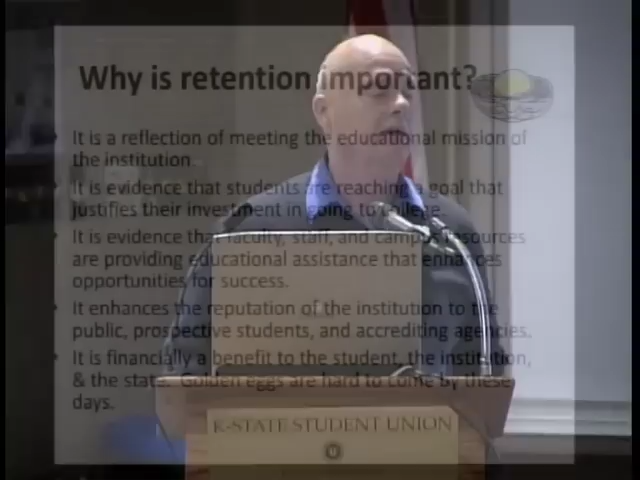 Why is retention important?
It is a reflection of meeting the educational mission of
the institution
It is evidence that students are reaching a goal that
justifies their investment in going to college.
It is evidence that faculty, staff, and campus resources
are providing educational assistance that enhances
opportunities for success.
It enhances the reputation of the institution to the
public, prospective students, and accrediting agencies.
It is financially a benefit to the student, the institution,
& the state. Golden eggs are hard to come by these
days.
K-STATE STUDENT UNION